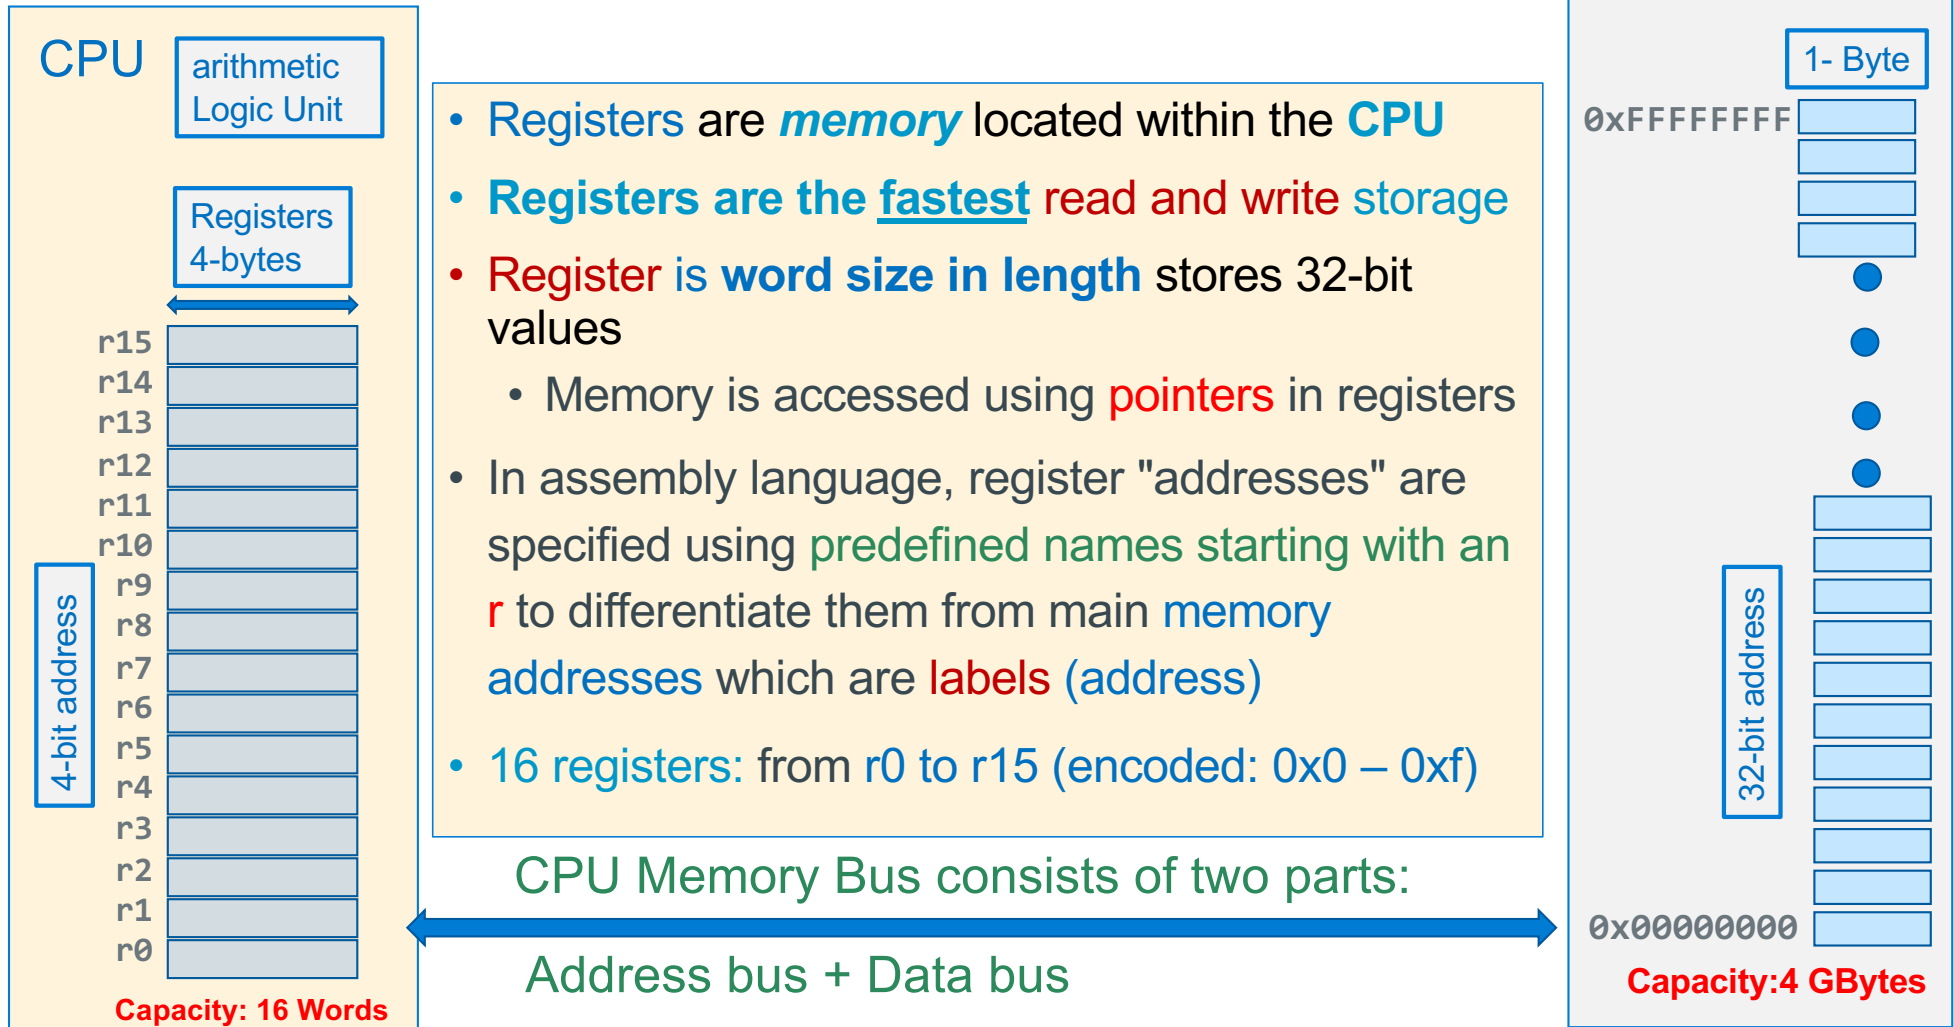 CPU
arithmetic
Logic Unit
Registers
4-bytes
r15
r14
r13
r12
r11
r10
r9
r8
r7
r6
r5
r4
r3
r2
r1
r0
4-bit address
Capacity: 16 Words
• Registers are memory located within the CPU
• Registers are the fastest read and write storage
• Register is word size in length stores 32-bit
values
• Memory is accessed using pointers in registers
• In assembly language, register "addresses" are
specified using predefined names starting with an
r to differentiate them from main memory
addresses which are labels (address)
• 16 registers: from r0 to r15 (encoded: 0x0 – 0xf)
CPU Memory Bus consists of two parts:
Address bus + Data bus
1- Byte
0xFFFFFFFF
32-bit address
0x00000000
Capacity:4 GBytes